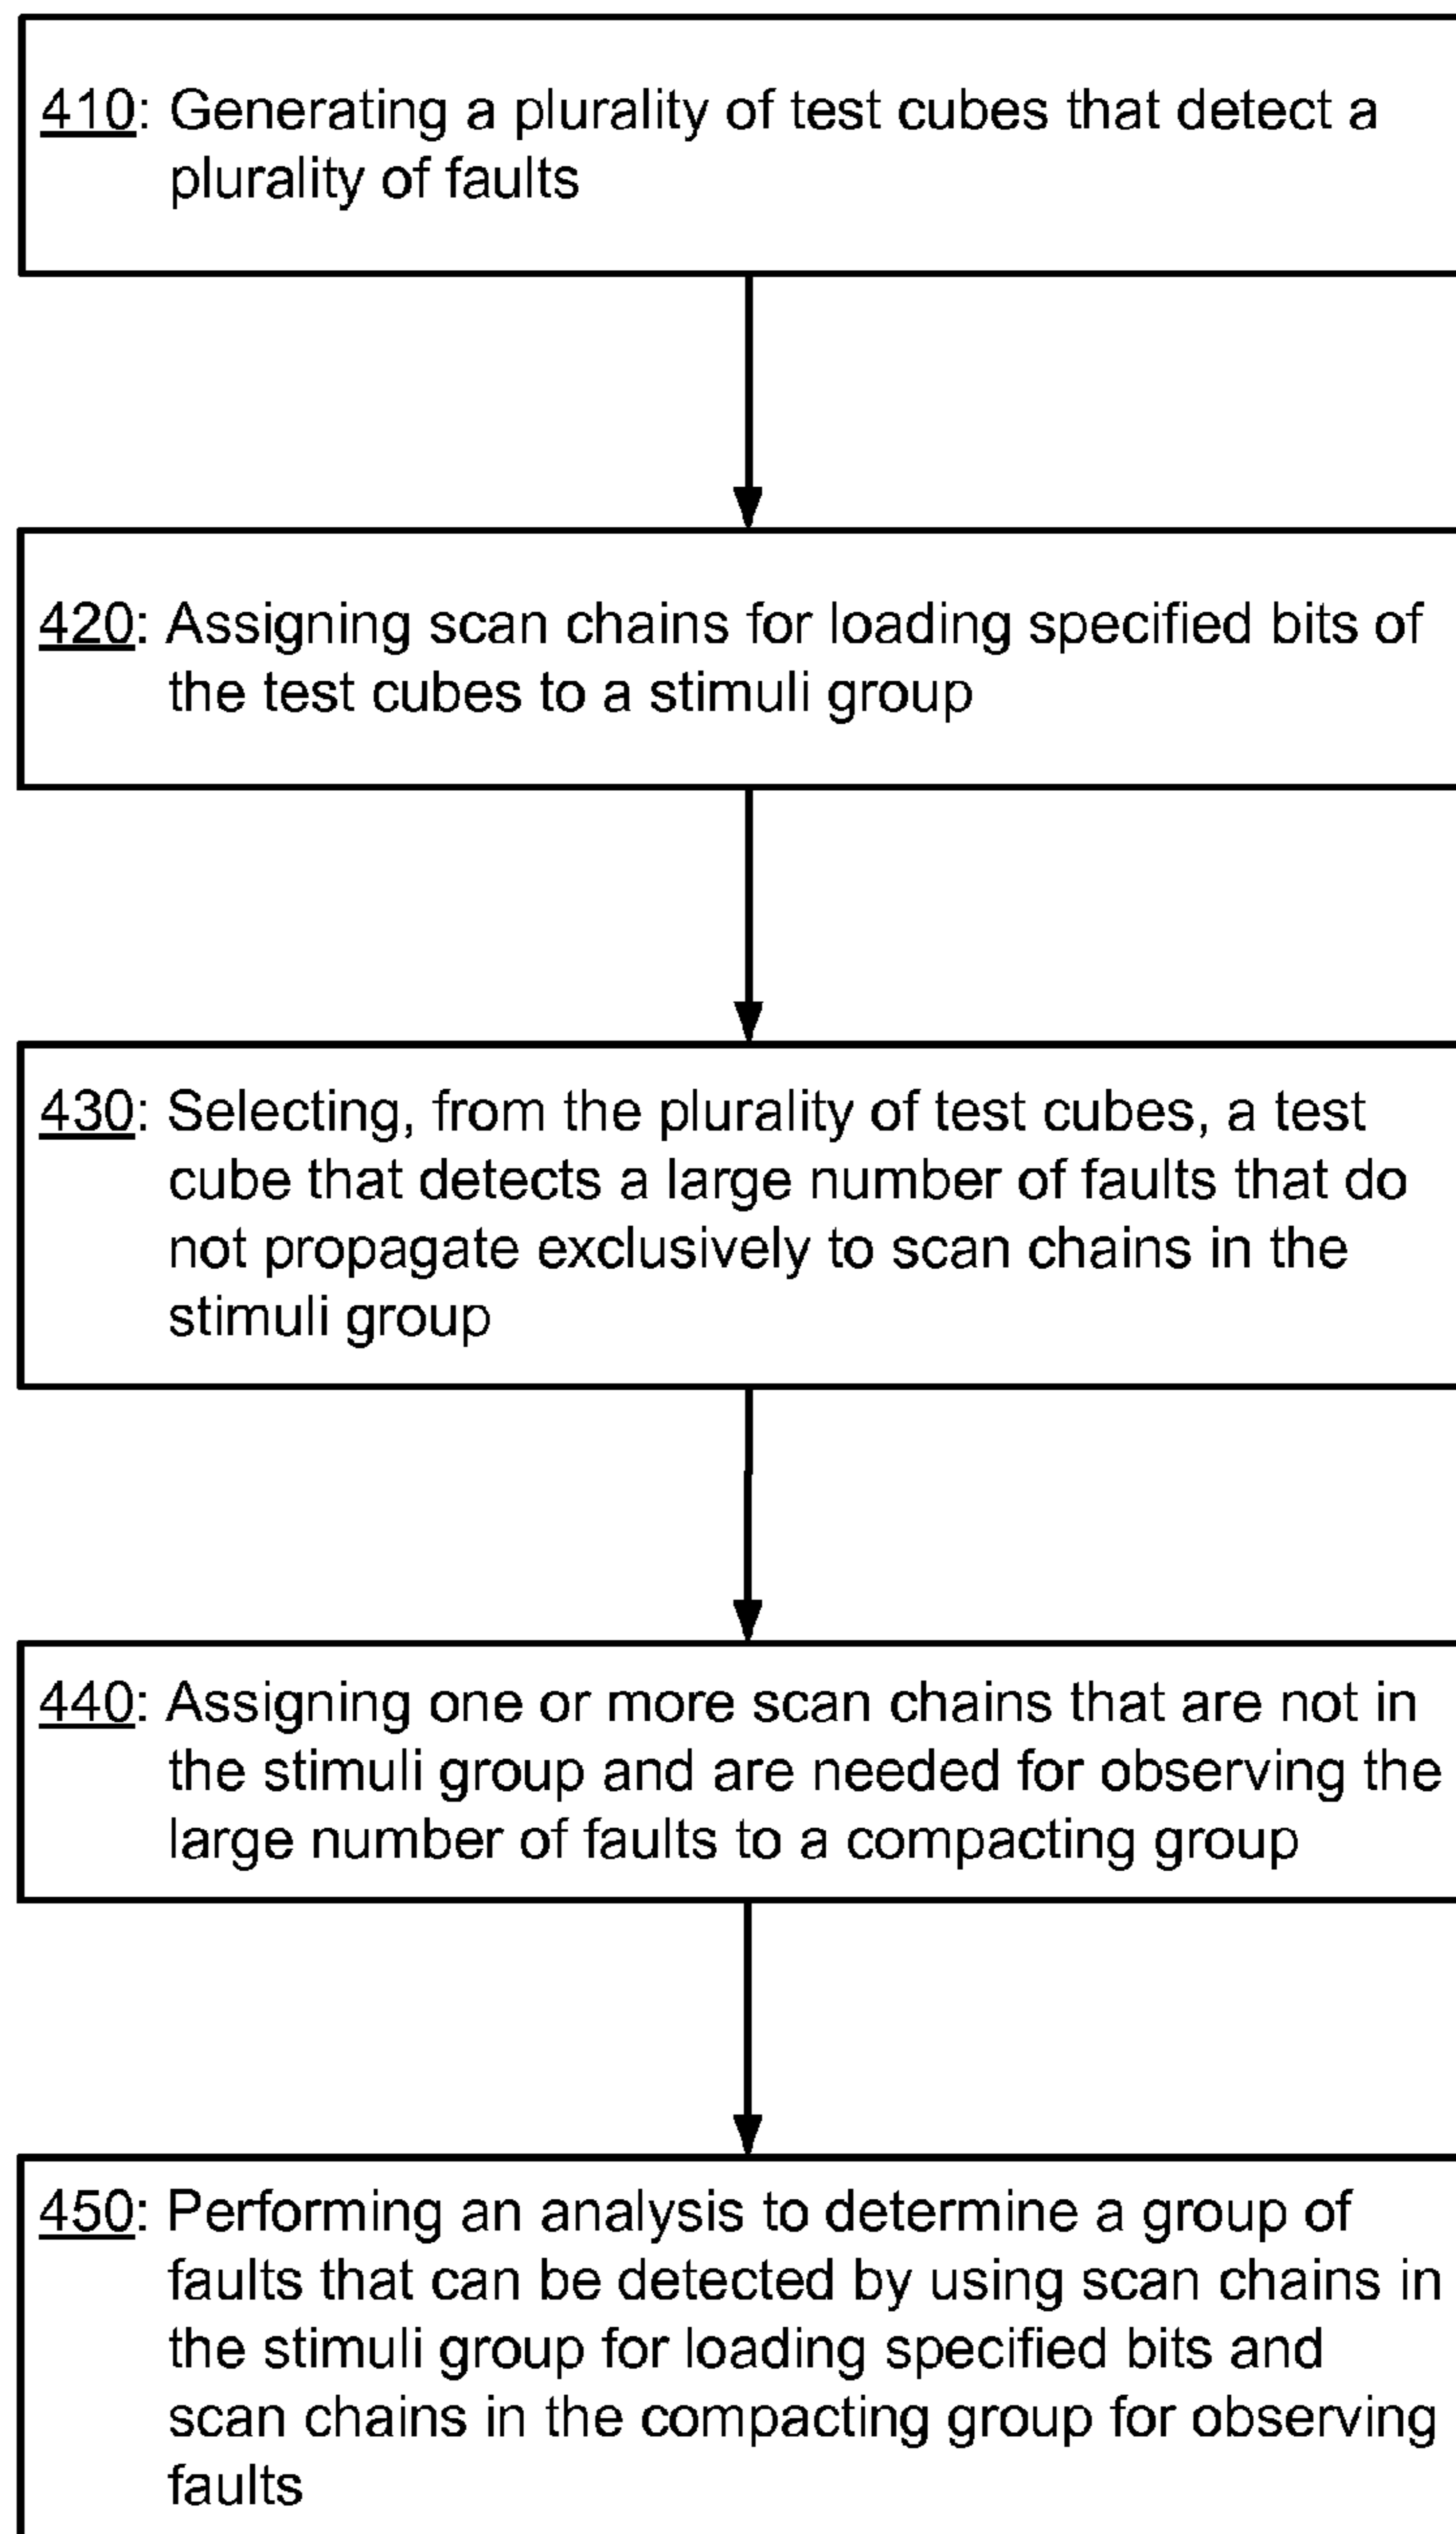 410: Generating a plurality of test cubes that detect a
plurality of faults
420: Assigning scan chains for loading specified bits of
the test cubes to a stimuli group
430: Selecting, from the plurality of test cubes, a test
cube that detects a large number of faults that do
not propagate exclusively to scan chains in the
stimuli group
440: Assigning one or more scan chains that are not in
the stimuli group and are needed for observing the
large number of faults to a compacting group
450: Performing an analysis to determine a group of
faults that can be detected by using scan chains in
the stimuli group for loading specified bits and
scan chains in the compacting group for observing
faults